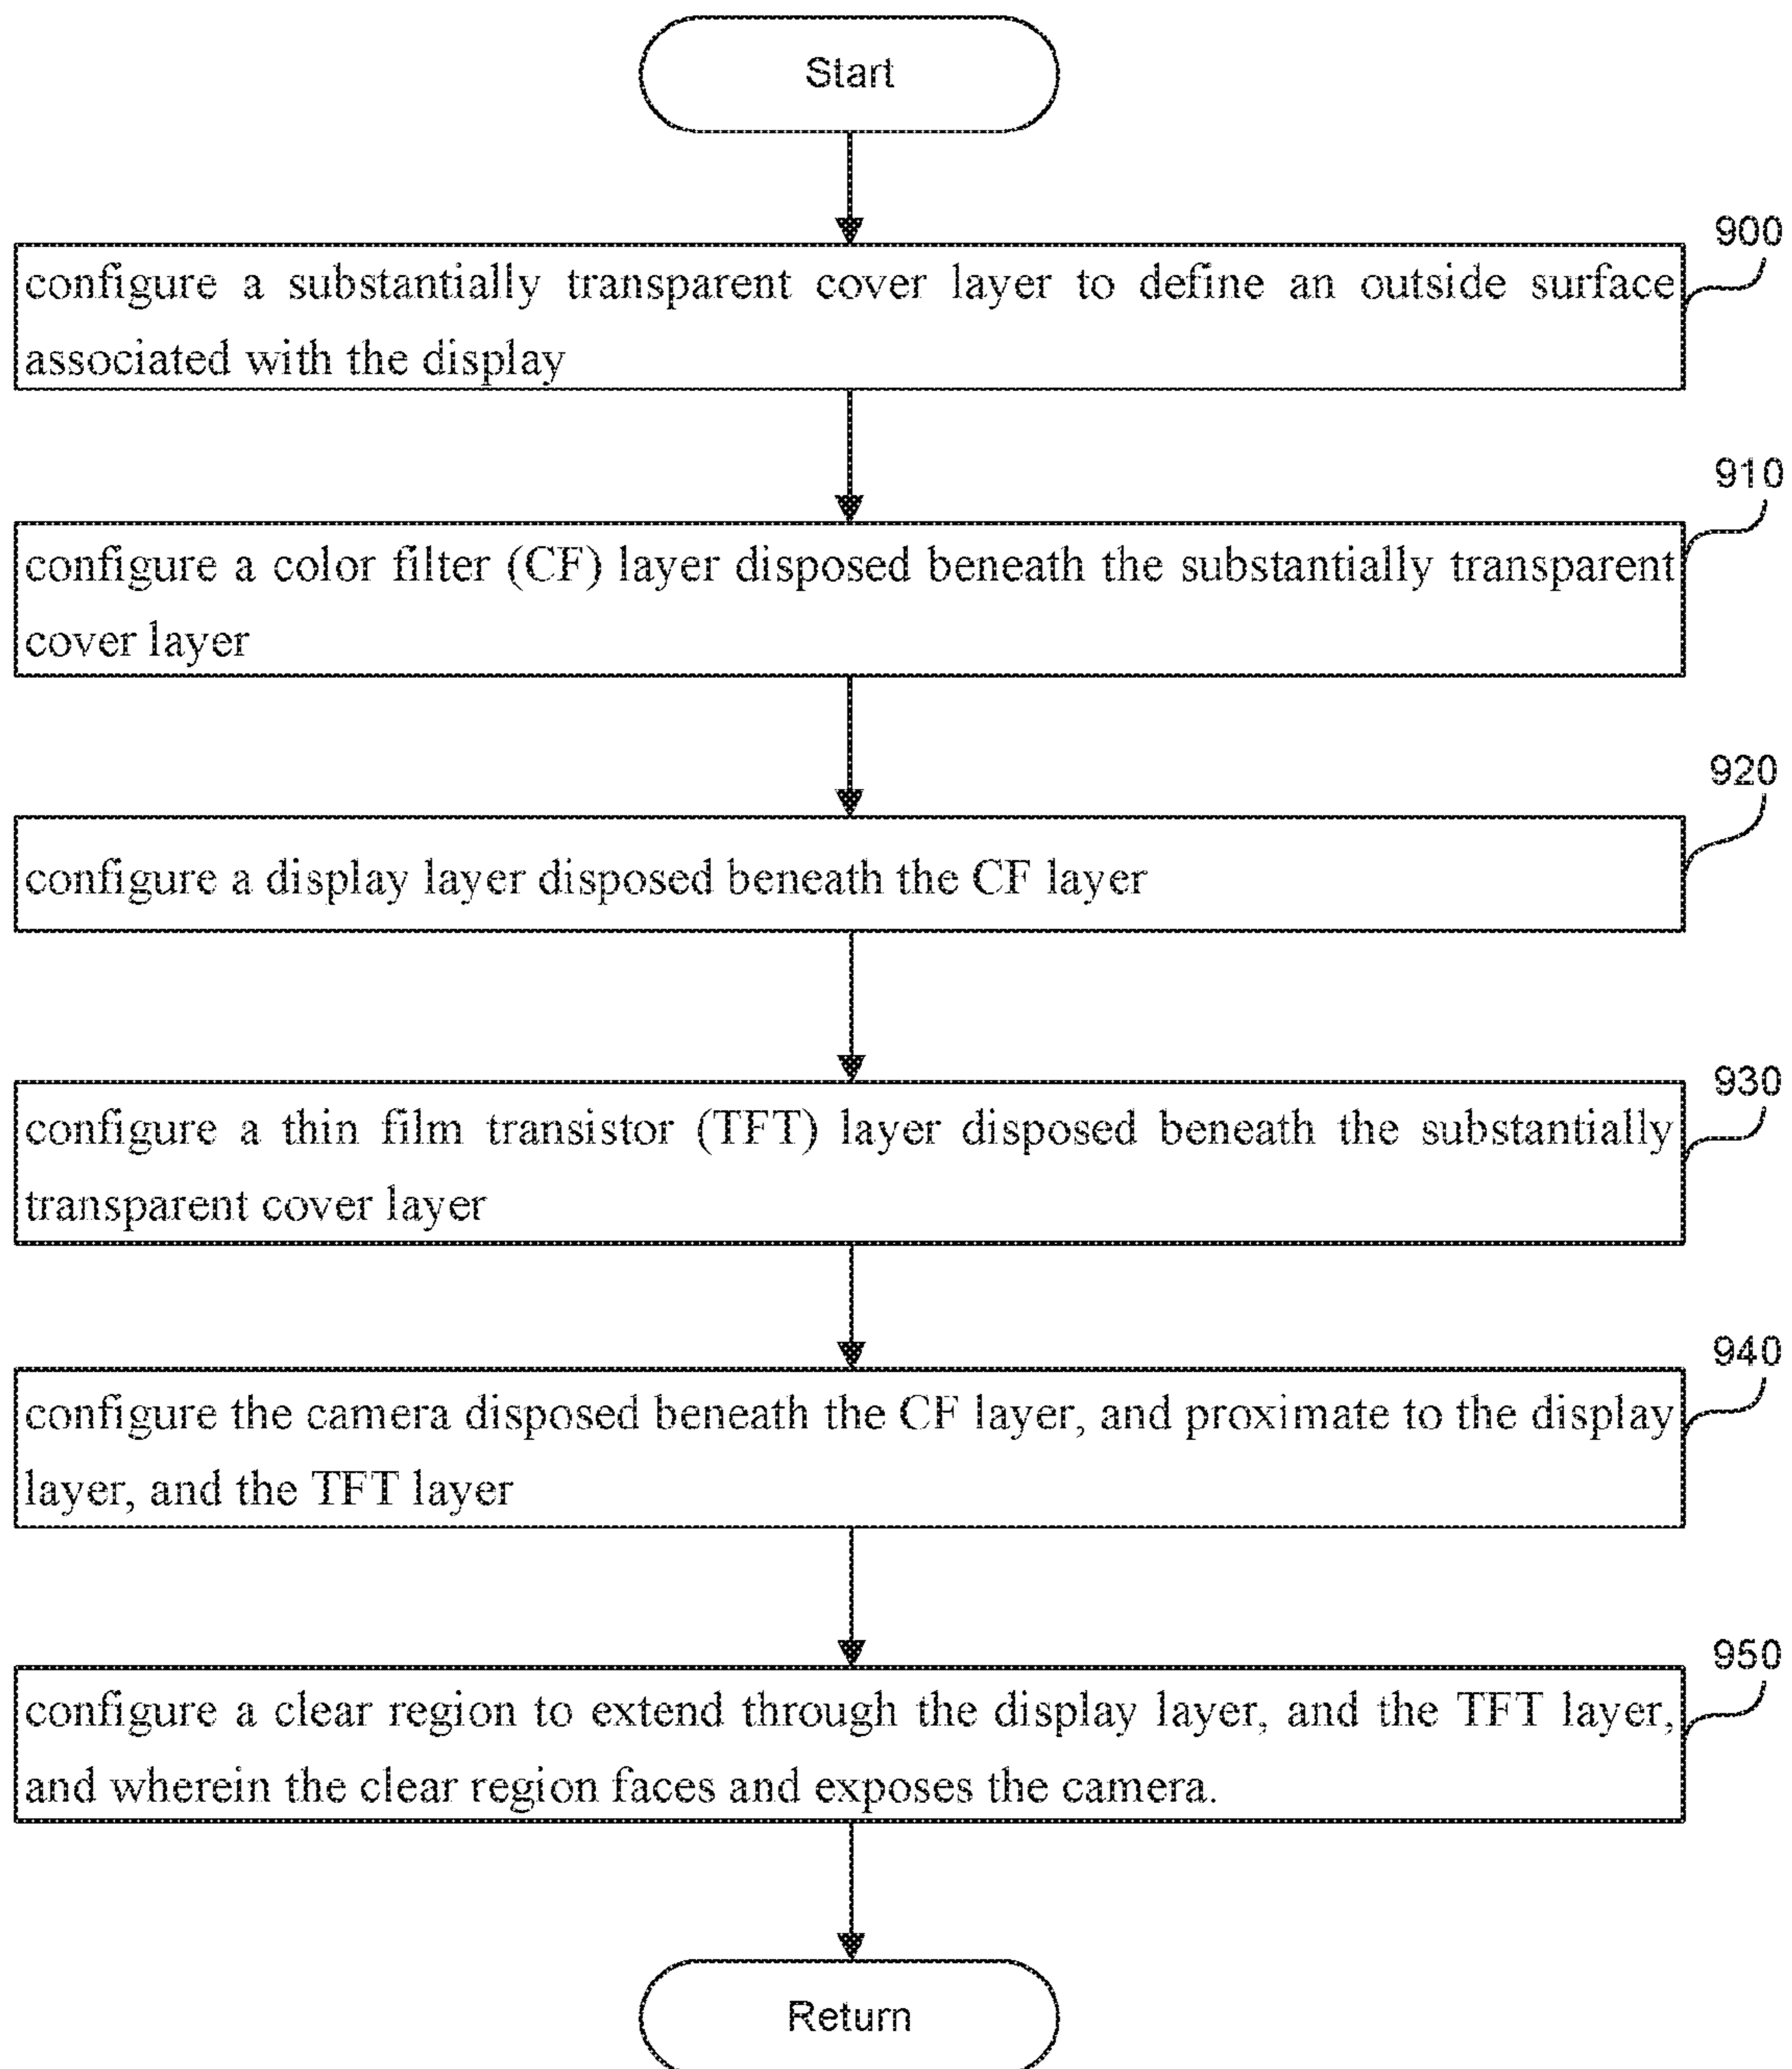 Start
900
configure a substantially transparent cover layer to define an outside surface
associated with the display
910
configure a color filter (CF) layer disposed beneath the substantially transparent
cover layer
920
configure a display layer disposed beneath the CF layer
930
configure a thin film transistor (TFT) layer disposed beneath the substantially
transparent cover layer
940
configure the camera disposed beneath the CF layer, and proximate to the display
layer, and the TFT layer
950
configure a clear region to extend through the display layer, and the TFT layer,
and wherein the clear region faces and exposes the camera.
Return